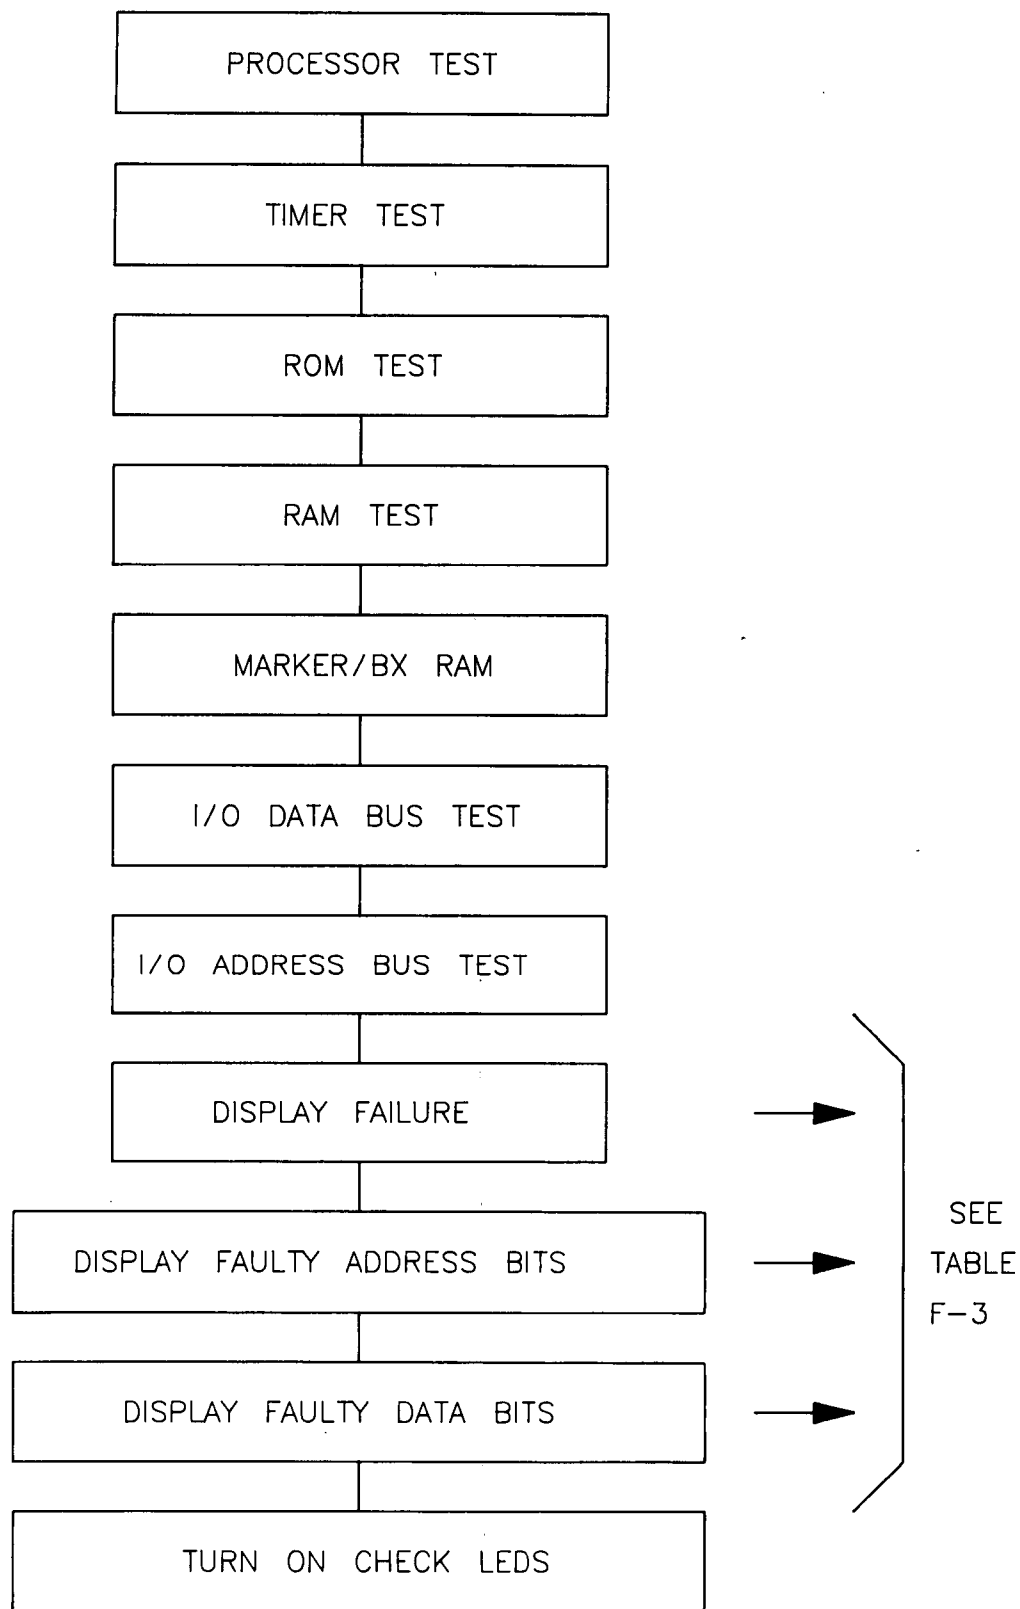 PROCESSOR TEST
TIMER TEST
ROM TEST
RAM TEST
MARKER/BX RAM
I/O DATA BUS TEST
I/O ADDRESS BUS TEST
DISPLAY FAILURE
DISPLAY FAULTY ADDRESS BITS
DISPLAY FAULTY DATA BITS
TURN ON CHECK LEDS
SEE
TABLE
F-3